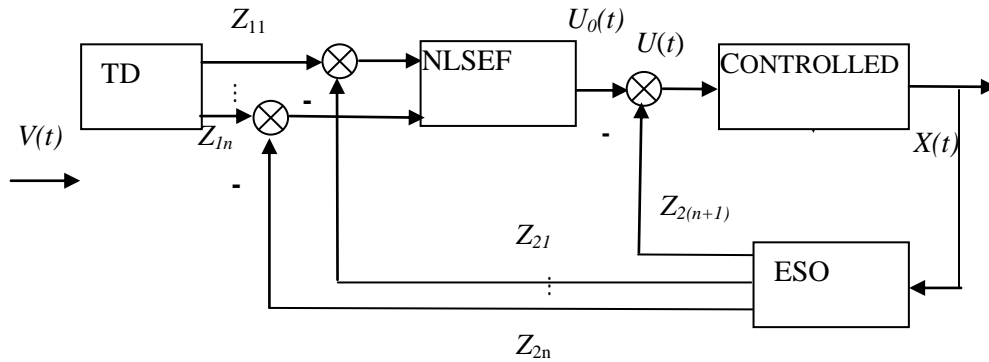 Z11
U0(t)
TD
NLSEF
U(t)
CONTROLLED
-
V(t)
Z1n
-
X(t)
-
Z2(n+1)
Z21
ESO
Z2n